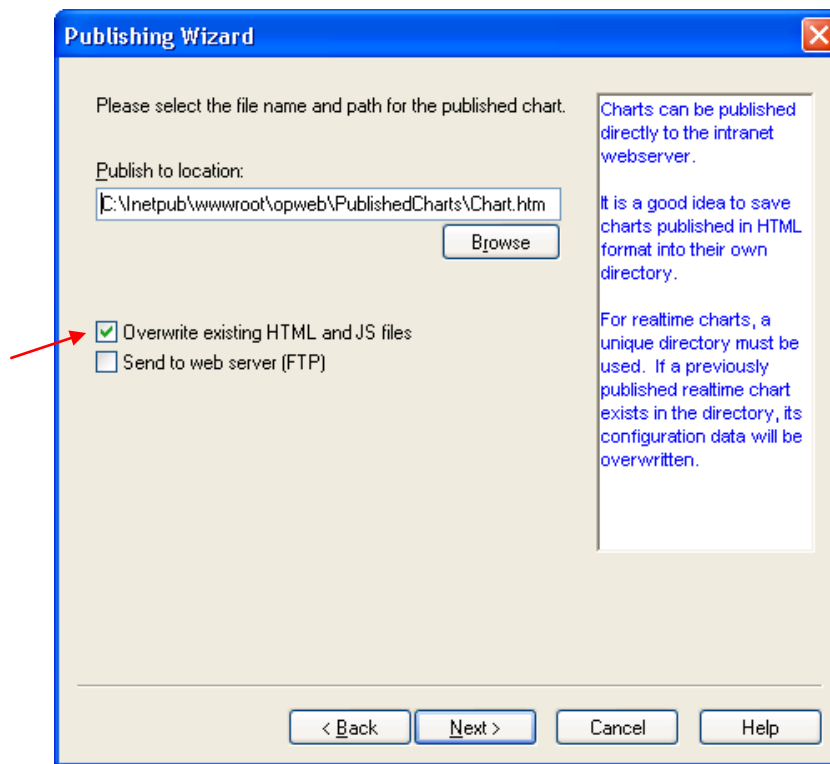 Publishing Wizard
Please select the file name and path for the published chart.
Publish to location:
C:\Inetpub\wwwroot\opweb\PublishedCharts\Chart.htm
Browse
Overwrite existing HTML and JS files
Send to web server (FTP)
Charts can be published
directly to the intranet
webserver.
It is a good idea to save
charts published in HTML
format into their own
directory.
For realtime charts, a
unique directory must be
used.  If a previously
published realtime chart
exists in the directory, its
configuration data will be
overwritten.
< Back
Next >
Cancel
Help